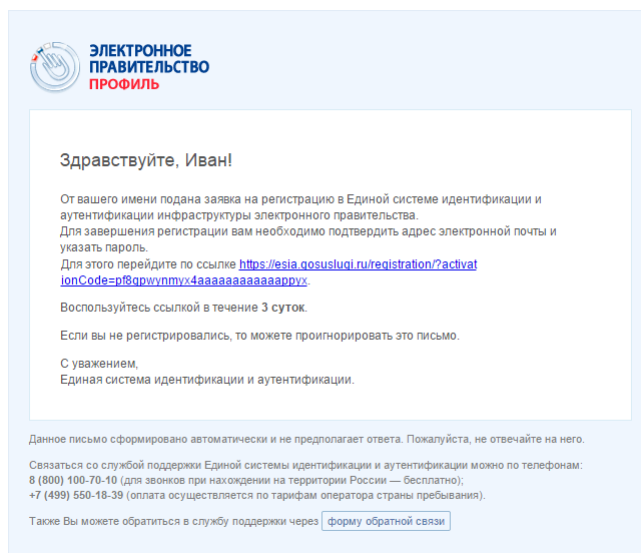 ЭЛЕКТРОННОЕ
ПРАВИТЕЛЬСТВО
ПРОФИЛЬ
Здравствуйте, Иван!
От вашего имени подана заявка на регистрацию в Единой системе идентификации и
аутентификации инфраструктуры электронного правительства.
Для завершения регистрации вам необходимо подтвердить адрес электронной почты и
указать пароль.
Для этого перейдите по ссылке https://esia.gosuslugi.ru/registration/?activat
ionCode=pf8gpwynmyx4aaaaaaaaaaaappyx.
Воспользуйтесь ссылкой в течение 3 суток.
Если вы не регистрировались, то можете проигнорировать это письмо.
С уважением,
Единая система идентификации и аутентификации.
Данное письмо сформировано автоматически и не предполагает ответа. Пожалуйста, не отвечайте на него.
Связаться со службой поддержки Единой системы идентификации и аутентификации можно по телефонам:
8 (800) 100-70-10 (для звонков при нахождении на территории России — бесплатно);
+7 (499) 550-18-39 (оплата осуществляется по тарифам оператора страны пребывания).
Также Вы можете обратиться в службу поддержки через форму обратной связи